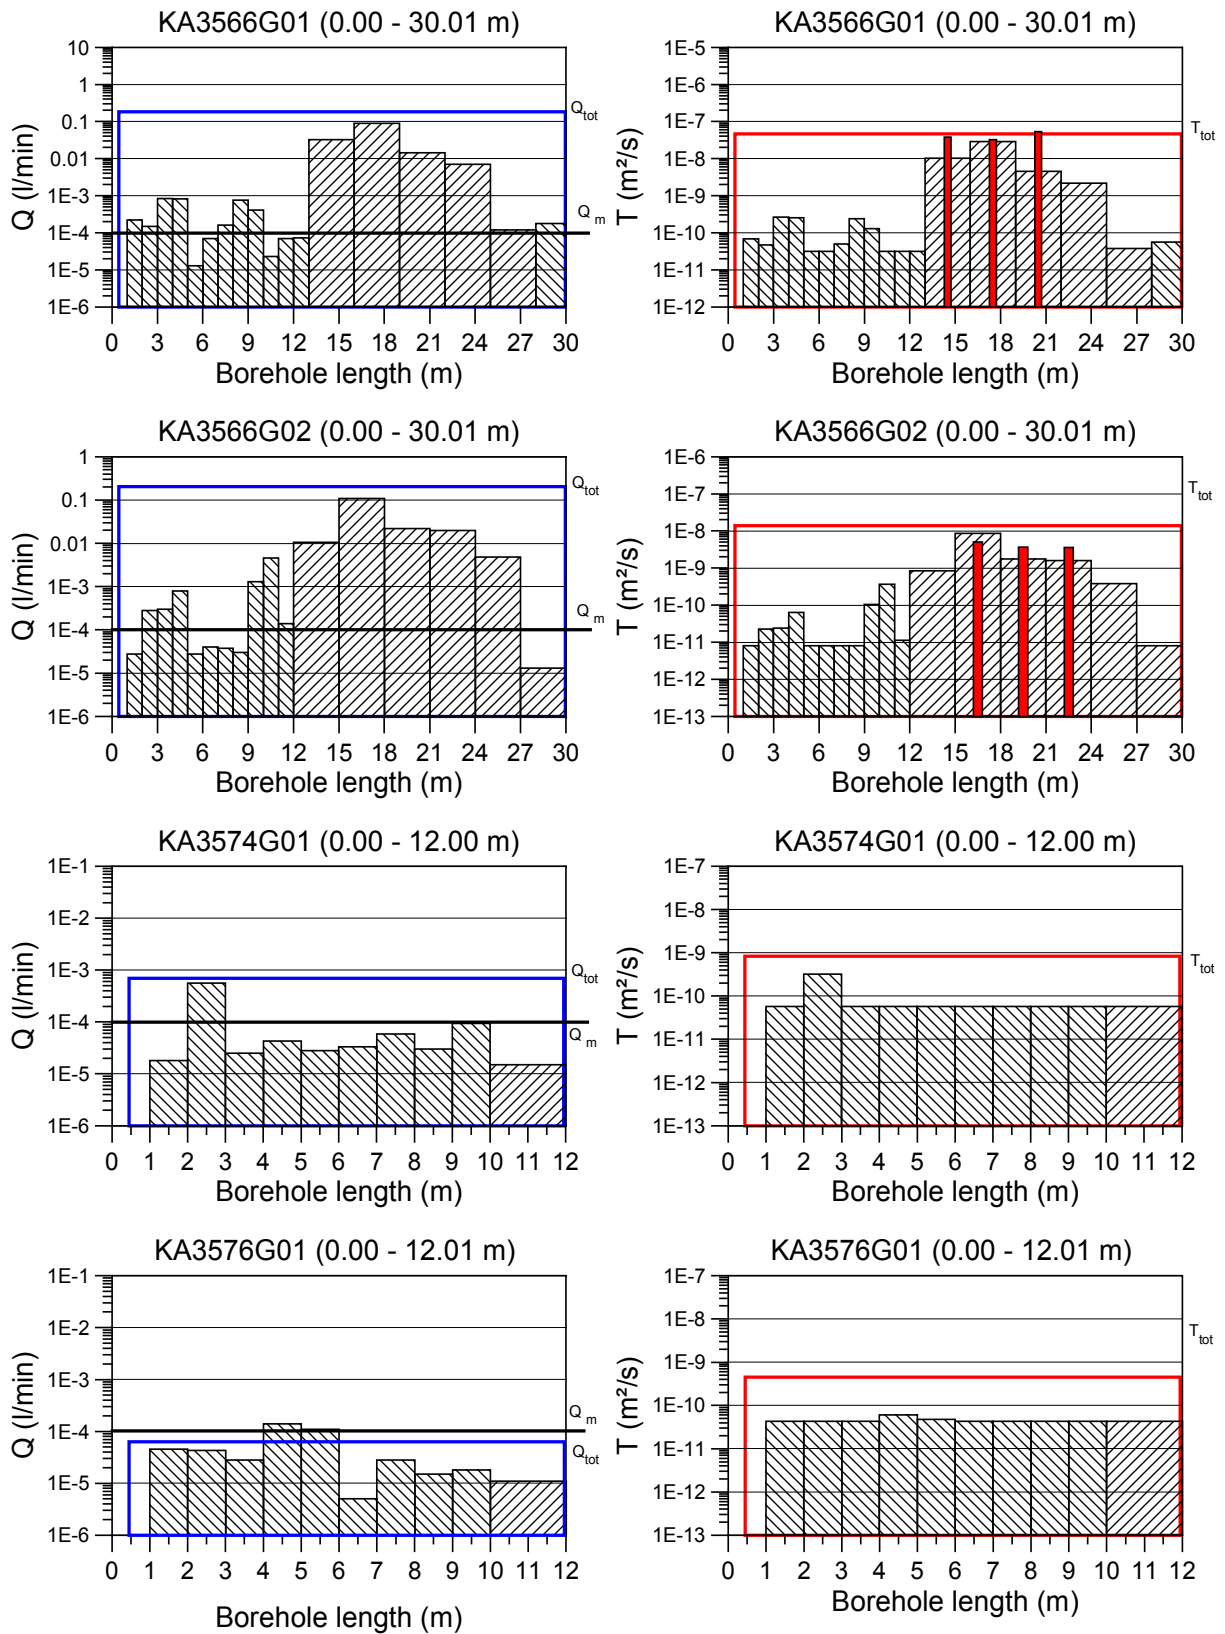 KA3566G01 (0.00 - 30.01 m)
Q (l/min)
10
1
0.1
0.01
1E-3
1E-4
1E-5
1E-6
Qtot
Q m
0 3 6 9 12 15 18 21 24 27 30
Borehole length (m)
KA3566G01 (0.00 - 30.01 m)
T (m²/s)
1E-5
1E-6
1E-7
1E-8
1E-9
1E-10
1E-11
1E-12
Ttot
0 3 6 9 12 15 18 21 24 27 30
Borehole length (m)
KA3566G02 (0.00 - 30.01 m)
Q (l/min)
1
0.1
0.01
1E-3
1E-4
1E-5
1E-6
Qtot
Q m
0 3 6 9 12 15 18 21 24 27 30
Borehole length (m)
KA3566G02 (0.00 - 30.01 m)
T (m²/s)
1E-6
1E-7
1E-8
1E-9
1E-10
1E-11
1E-12
1E-13
Ttot
0 3 6 9 12 15 18 21 24 27 30
Borehole length (m)
KA3574G01 (0.00 - 12.00 m)
Q (l/min)
1E-1
1E-2
1E-3
1E-4
1E-5
1E-6
Qtot
Q m
0 1 2 3 4 5 6 7 8 9 10 11 12
Borehole length (m)
KA3574G01 (0.00 - 12.00 m)
T (m²/s)
1E-7
1E-8
1E-9
1E-10
1E-11
1E-12
1E-13
Ttot
0 1 2 3 4 5 6 7 8 9 10 11 12
Borehole length (m)
KA3576G01 (0.00 - 12.01 m)
Q (l/min)
1E-1
1E-2
1E-3
1E-4
1E-5
1E-6
Q m
Qtot
0 1 2 3 4 5 6 7 8 9 10 11 12
Borehole length (m)
KA3576G01 (0.00 - 12.01 m)
T (m²/s)
1E-7
1E-8
1E-9
1E-10
1E-11
1E-12
1E-13
Ttot
0 1 2 3 4 5 6 7 8 9 10 11 12
Borehole length (m)